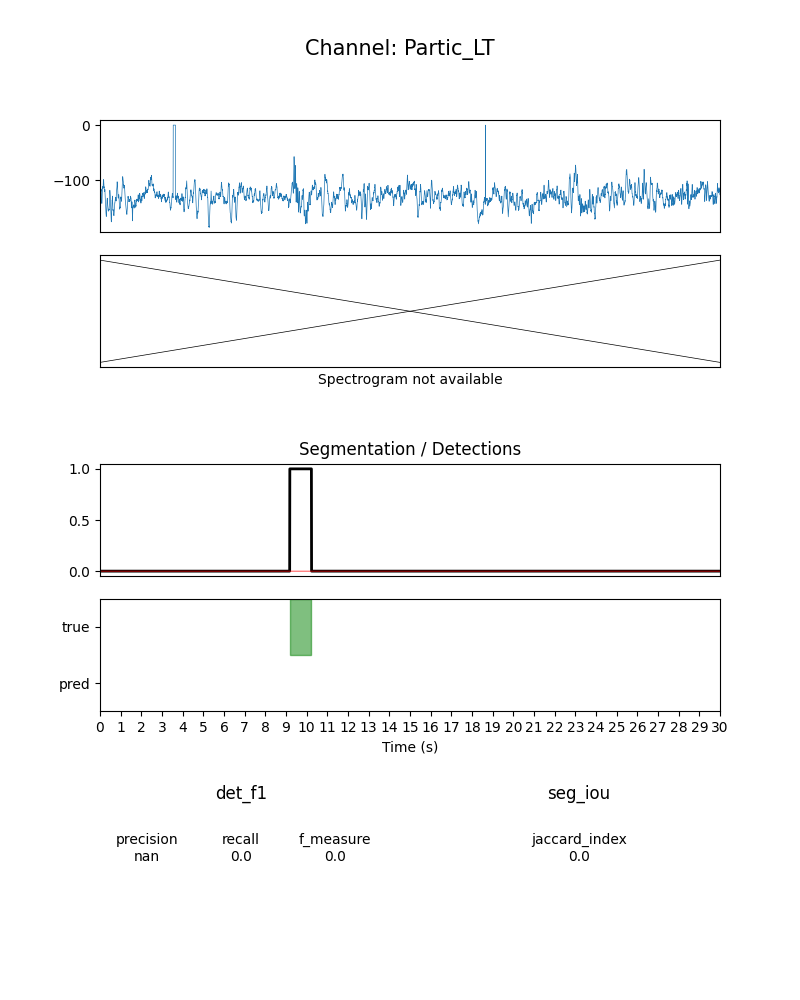 Channel: Partic_LT
0
−100
Spectrogram not available
Segmentation / Detections
1.0
0.5
0.0
true
pred
0 1 2 3 4 5 6 7 8 9 10 11 12 13 14 15 16 17 18 19 20 21 22 23 24 25 26 27 28 29 30
Time (s)
det_f1 seg_iou
precision recall f_measure jaccard_index
nan 0.0 0.0 0.0